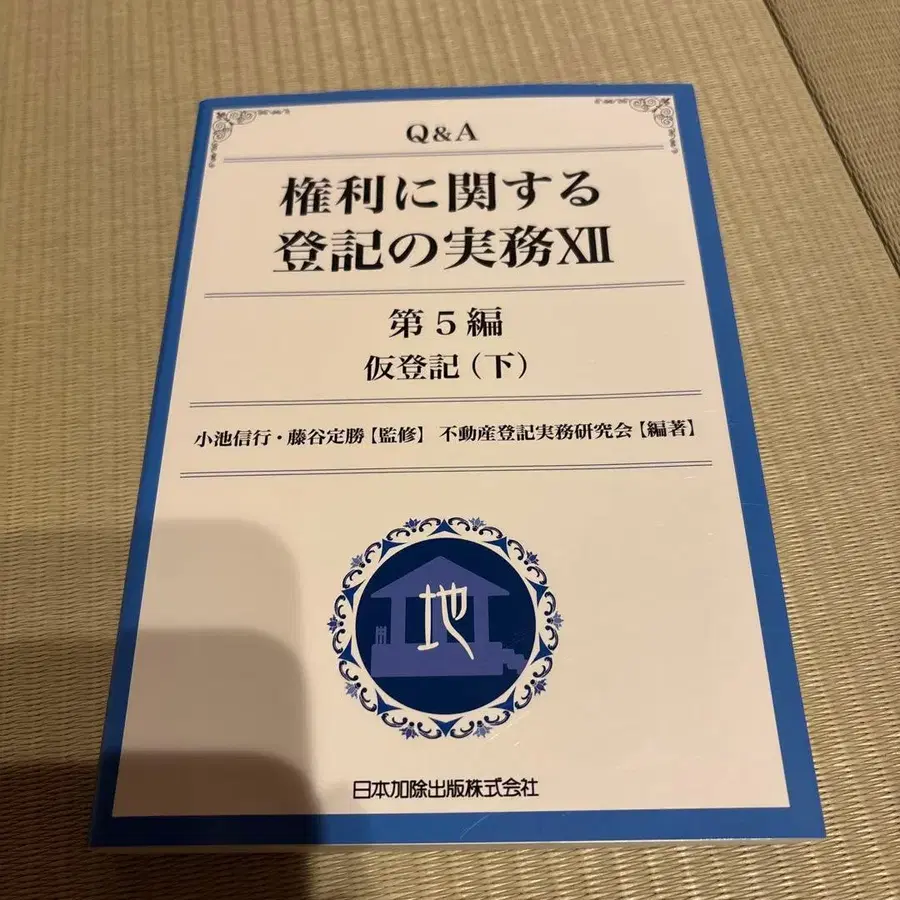 Q&A
権利に関する
登記の実務XII
第5編
仮登記(下)
小池信行・藤谷定勝【監修】 不動産登記実務研究会【編著】
地
日本加除出版株式会社